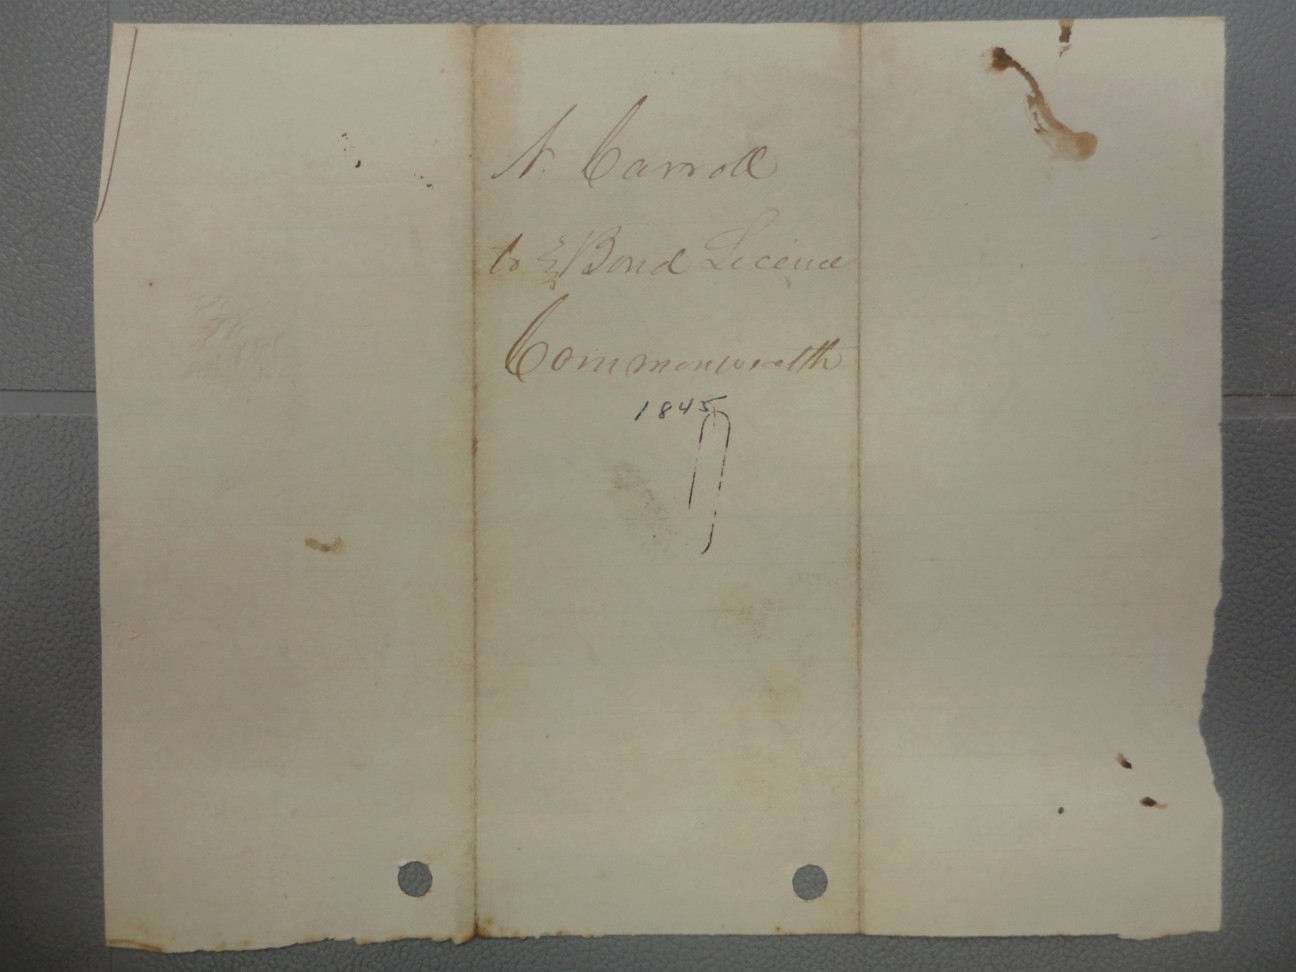 N. Carroll
to } Bond Licence
Commonwealth
1845